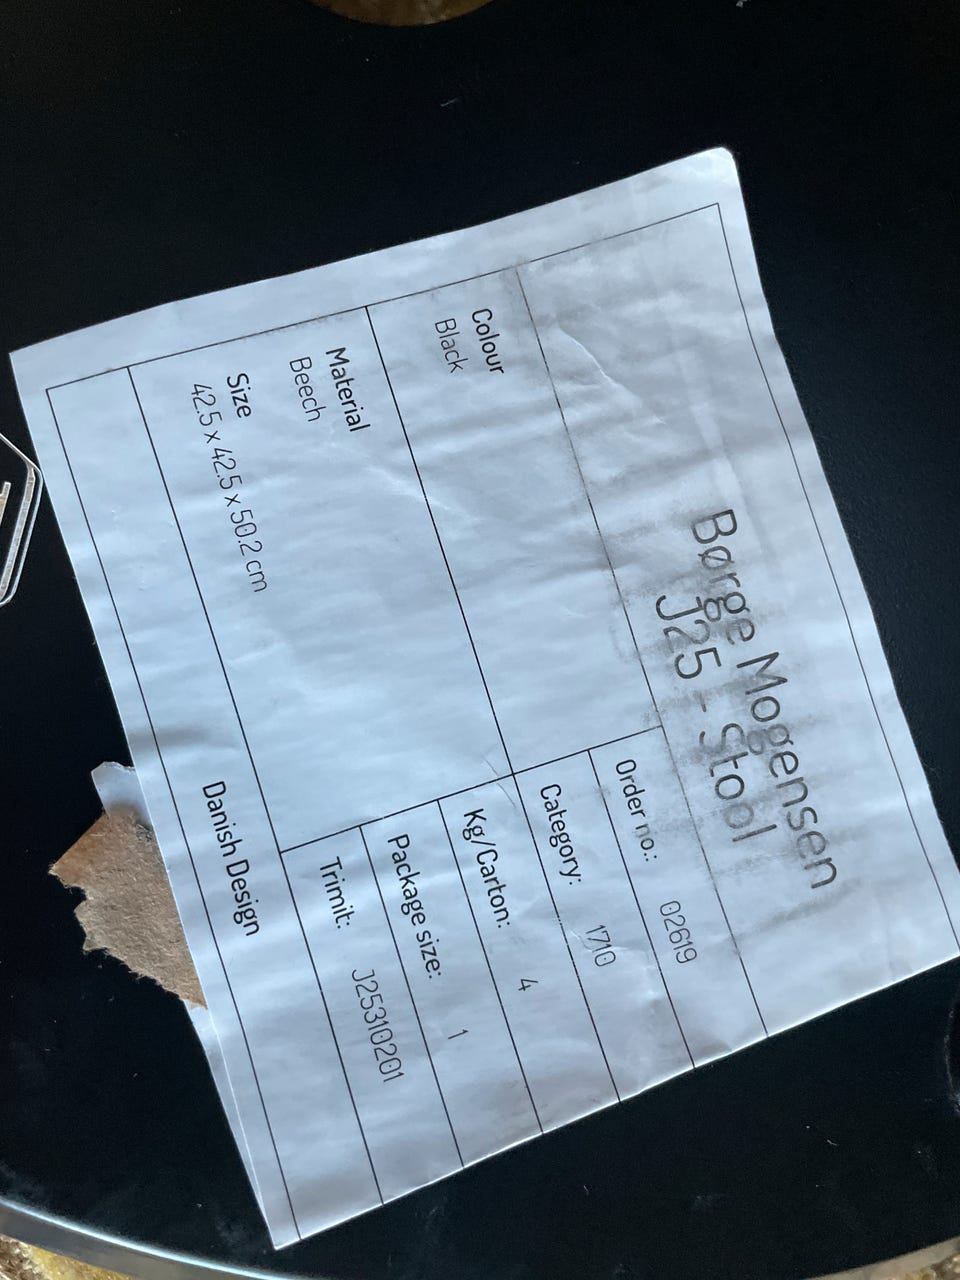 Børge Mogensen
J25 - Stool
Order no.: 02619
Colour
Black
Category: 1710
Kg/Carton: 4
Material
Beech
Package size: 1
Size
42.5 x 42.5 x 50.2 cm
Trimit: J25310201
Danish Design